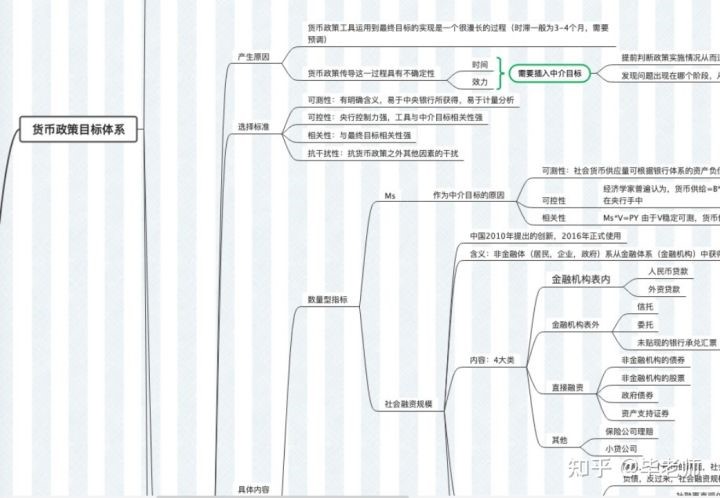 货币政策工具运用到最终目标的实现是一个很漫长的过程（时滞一般为3-4个月，需要
预调）
产生原因
时间
提前判断政策实施情况从而
货币政策传导这一过程具有不确定性
需要插入中介目标
效力
发现问题出现在哪个阶段，
可测性：有明确含义，易于中央银行所获得，易于计量分析
可控性：央行控制力强，工具与中介目标相关性强
货币政策目标体系
选择标准
相关性：与最终目标相关性强
抗干扰性：抗货币政策之外其他因素的干扰
可测性：社会货币供应量可根据银行体系的资产负
Ms
作为中介目标的原因
经济学家普遍认为，货币供给=B*
可控性
在央行手中
相关性
Ms*V=PY 由于V稳定可测，货币
中国2010年提出的创新，2016年正式使用
含义：非金融体（居民，企业，政府）系从金融体系（金融机构）中获得
金融机构表内
人民币贷款
外资贷款
数量型指标
信托
金融机构表外
委托
未贴现的银行承兑汇票
内容：4大类
非金融机构的债券
非金融机构的股票
直接融资
政府债券
社会融资规模
资产支持证券
保险公司理赔
其他
小贷公司
知乎 @毕老师
面，社会融
负债，反过来，社会融资规
具体内容